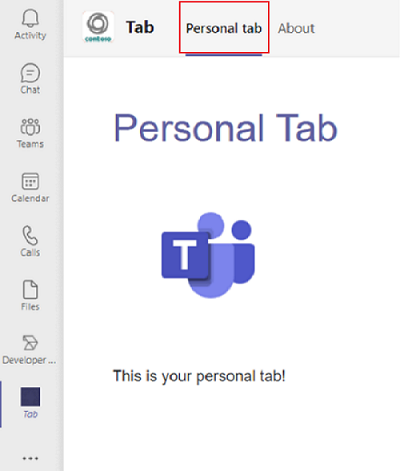 Activity
Chat
Teams
Calendar
Calls
Files
Developer ...
Tab
...
contoso
Tab
Personal tab
About
Personal Tab
T
This is your personal tab!